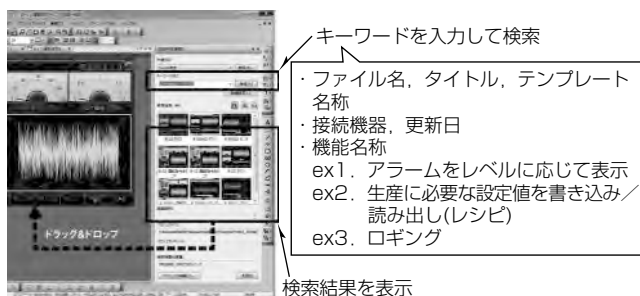 キーワードを入力して検索
・ファイル名，タイトル，テンプレート
名称
・接続機器，更新日
・機能名称
ex1．アラームをレベルに応じて表示
ex2．生産に必要な設定値を書き込み／
読み出し(レシピ)
ex3．ロギング
ドラッグ&ドロップ
検索結果を表示